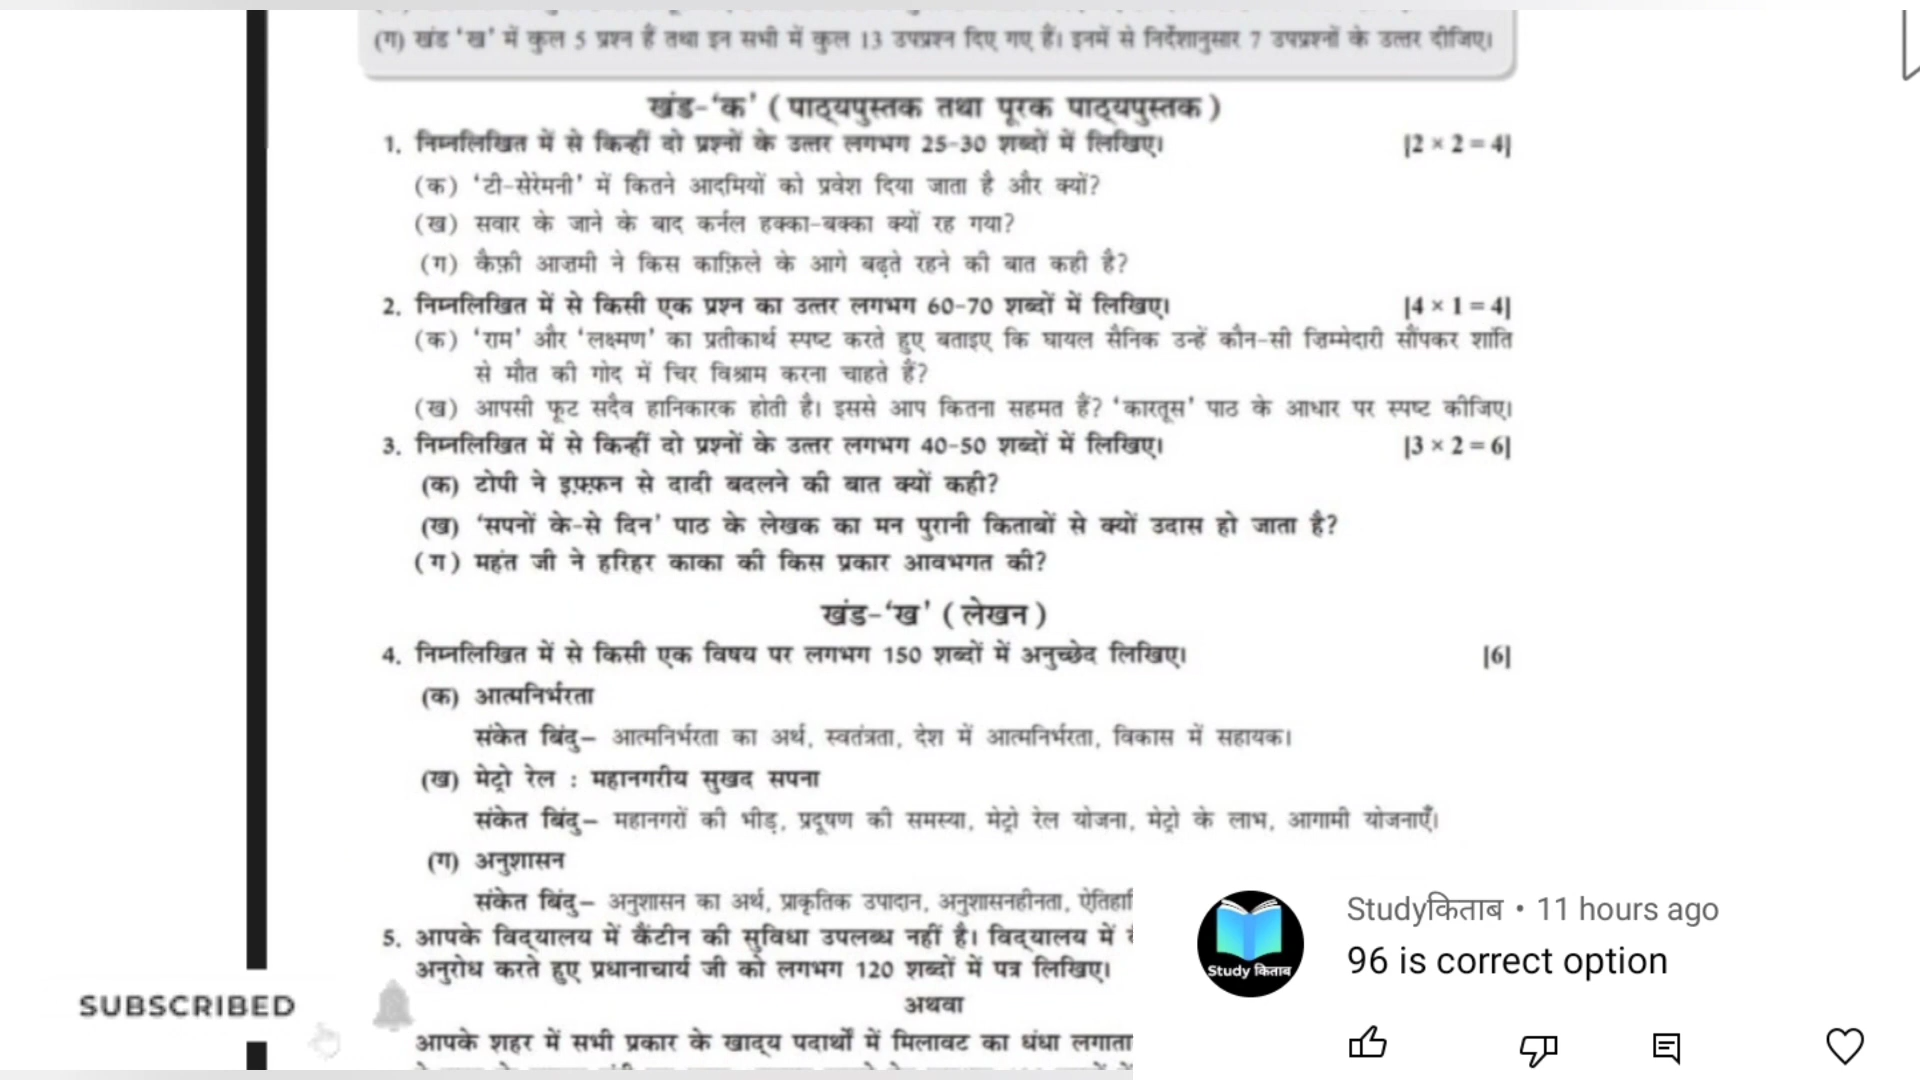 (ग) खंड 'ख' में कुल 5 प्रश्न हैं तथा इन सभी में कुल 13 उपप्रश्न दिए गए हैं। इनमें से निर्देशानुसार 7 उपप्रश्नों के उत्तर दीजिए।
खंड-'क' (पाठ्यपुस्तक तथा पूरक पाठ्यपुस्तक)
1. निम्नलिखित में से किन्हीं दो प्रश्नों के उत्तर लगभग 25-30 शब्दों में लिखिए। [2 × 2 = 4]
(क) 'टी-सेरेमनी' में कितने आदमियों को प्रवेश दिया जाता है और क्यों?
(ख) सवार के जाने के बाद कर्नल हक्का-बक्का क्यों रह गया?
(ग) कैफ़ी आज़मी ने किस काफ़िले के आगे बढ़ते रहने की बात कही है?
2. निम्नलिखित में से किसी एक प्रश्न का उत्तर लगभग 60-70 शब्दों में लिखिए। [4 × 1 = 4]
(क) 'राम' और 'लक्ष्मण' का प्रतीकार्थ स्पष्ट करते हुए बताइए कि घायल सैनिक उन्हें कौन-सी ज़िम्मेदारी सौंपकर शांति
से मौत की गोद में चिर विश्राम करना चाहते हैं?
(ख) आपसी फूट सदैव हानिकारक होती है। इससे आप कितना सहमत हैं? 'कारतूस' पाठ के आधार पर स्पष्ट कीजिए।
3. निम्नलिखित में से किन्हीं दो प्रश्नों के उत्तर लगभग 40-50 शब्दों में लिखिए। [3 × 2 = 6]
(क) टोपी ने इफ़्फ़न से दादी बदलने की बात क्यों कही?
(ख) 'सपनों के-से दिन' पाठ के लेखक का मन पुरानी किताबों से क्यों उदास हो जाता है?
(ग) महंत जी ने हरिहर काका की किस प्रकार आवभगत की?
खंड-'ख' (लेखन)
4. निम्नलिखित में से किसी एक विषय पर लगभग 150 शब्दों में अनुच्छेद लिखिए। [6]
(क) आत्मनिर्भरता
संकेत बिंदु– आत्मनिर्भरता का अर्थ, स्वतंत्रता, देश में आत्मनिर्भरता, विकास में सहायक।
(ख) मेट्रो रेल : महानगरीय सुखद सपना
संकेत बिंदु– महानगरों की भीड़, प्रदूषण की समस्या, मेट्रो रेल योजना, मेट्रो के लाभ, आगामी योजनाएँ।
(ग) अनुशासन
संकेत बिंदु– अनुशासन का अर्थ, प्राकृतिक उपादान, अनुशासनहीनता,
5. आपके विद्यालय में कैंटीन की सुविधा उपलब्ध नहीं है। विद्यालय में
अनुरोध करते हुए प्रधानाचार्य जी को लगभग 120 शब्दों में पत्र लिखिए।
अथवा
आपके शहर में सभी प्रकार के खाद्य पदार्थों में मिलावट का धंधा
SUBSCRIBED
Study किताब
Studyकिताब • 11 hours ago
96 is correct option